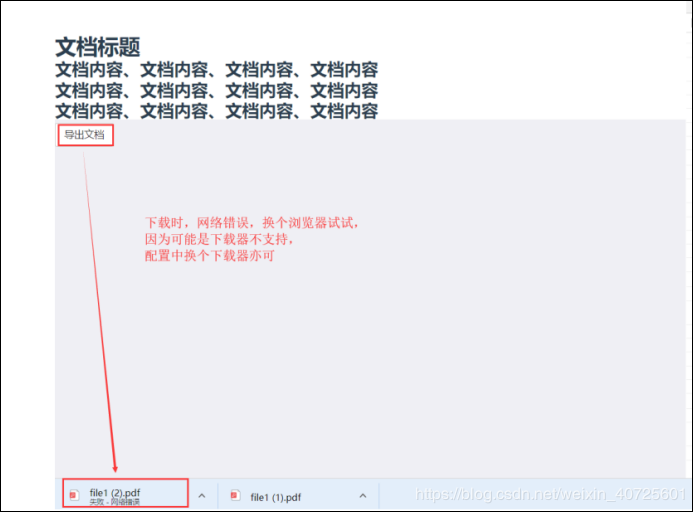 文档标题
文档内容、文档内容、文档内容、文档内容
文档内容、文档内容、文档内容、文档内容
文档内容、文档内容、文档内容、文档内容
导出文档
下载时，网络错误，换个浏览器试试，
因为可能是下载器不支持，
配置中换个下载器亦可
file1 (2).pdf
失败 - 网络错误
file1 (1).pdf
https://blog.csdn.net/weixin_40725601